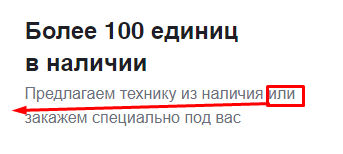 Более 100 единиц
в наличии
Предлагаем технику из наличия или
закажем специально под вас